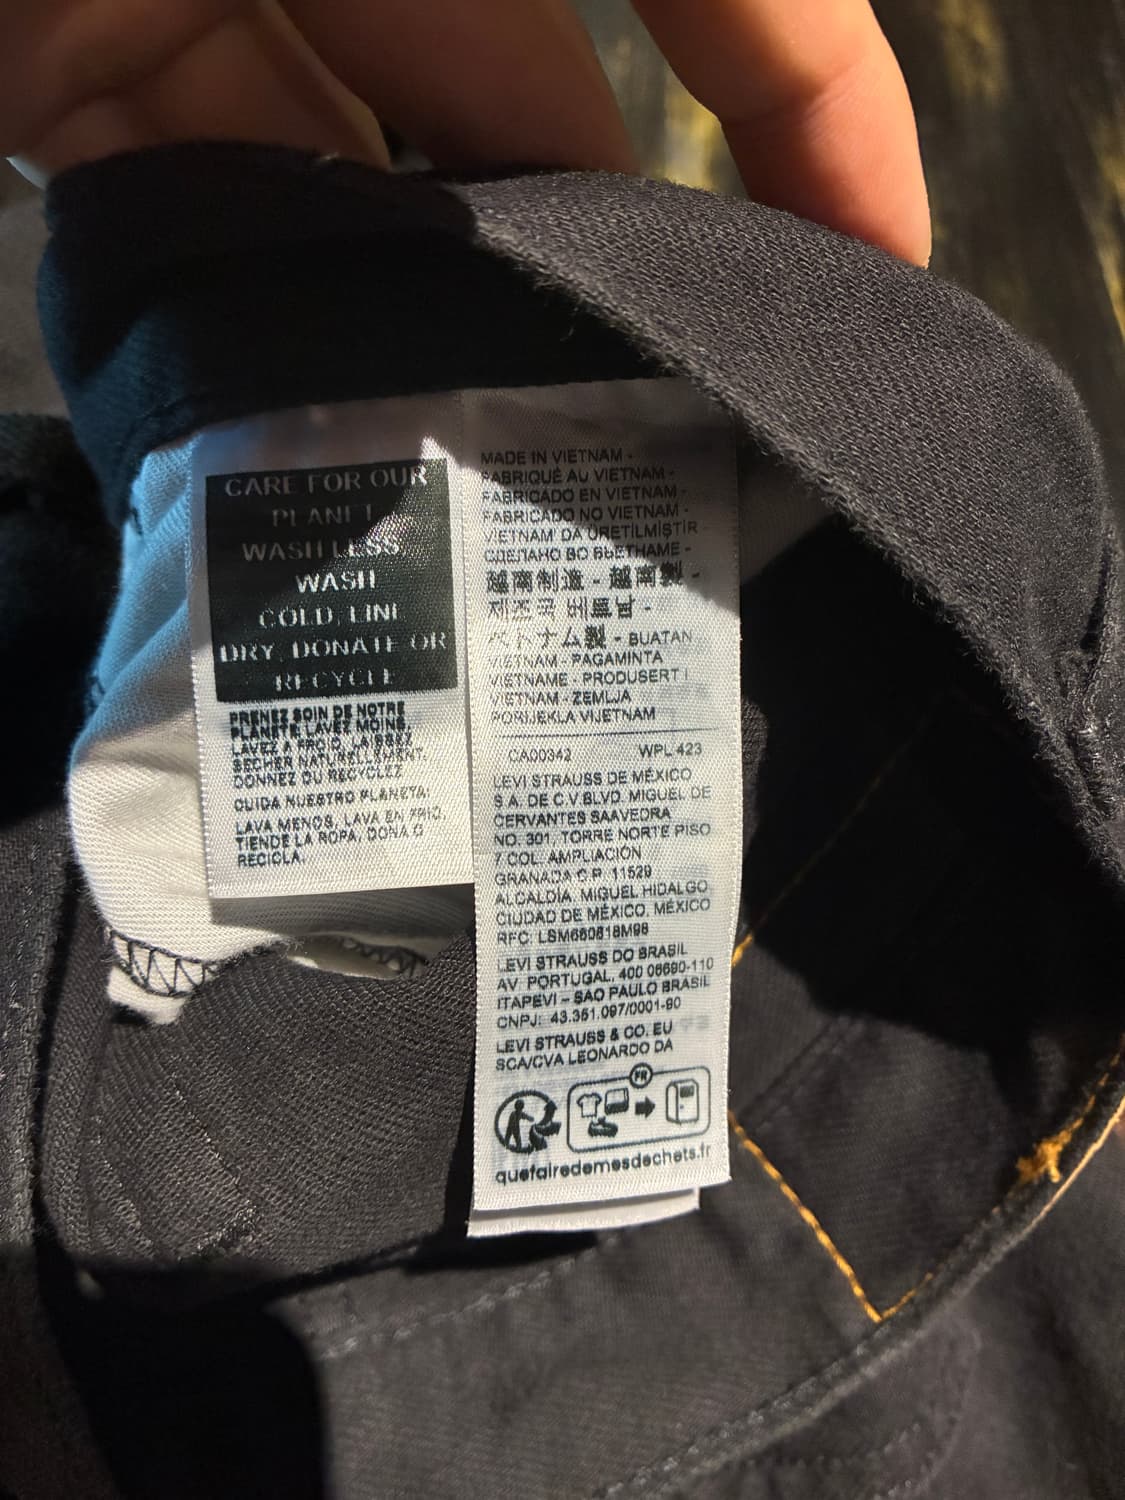 CARE FOR OUR
PLANET
WASH LESS,
WASH
COLD, LINE
DRY, DONATE OR
RECYCLE
PRENEZ SOIN DE NOTRE
PLANÈTE: LAVEZ MOINS,
LAVEZ À FROID, LAISSEZ
SÉCHER NATURELLEMENT,
DONNEZ OU RECYCLEZ
CUIDA NUESTRO PLANETA:
LAVA MENOS, LAVA EN FRÍO,
TIENDE LA ROPA, DONA O
RECICLA.
MADE IN VIETNAM -
FABRIQUÉ AU VIETNAM -
FABRICADO EN VIETNAM -
FABRICADO NO VIETNAM -
VIETNAM' DA ÜRETİLMİŞTİR
СДЕЛАНО ВО ВЬЕТНАМЕ -
越南制造 - 越南製 -
제조국 베트남 -
ベトナム製 - BUATAN
VIETNAM - PAGAMINTA
VIETNAME - PRODUSERT I
VIETNAM - ZEMLJA
PORIJEKLA VIJETNAM
CA00342 WPL 423
LEVI STRAUSS DE MÉXICO
S.A. DE C.V.BLVD. MIGUEL DE
CERVANTES SAAVEDRA
NO. 301, TORRE NORTE PISO
7 COL. AMPLIACIÓN
GRANADA C.P. 11529
ALCALDÍA, MIGUEL HIDALGO
CIUDAD DE MÉXICO, MÉXICO
RFC: LSM660818M98
LEVI STRAUSS DO BRASIL
AV. PORTUGAL, 400 06690-110
ITAPEVI – SAO PAULO BRASIL
CNPJ: 43.351.097/0001-90
LEVI STRAUSS & CO. EU
SCA/CVA LEONARDO DA
FR
quefairedemesdechets.fr